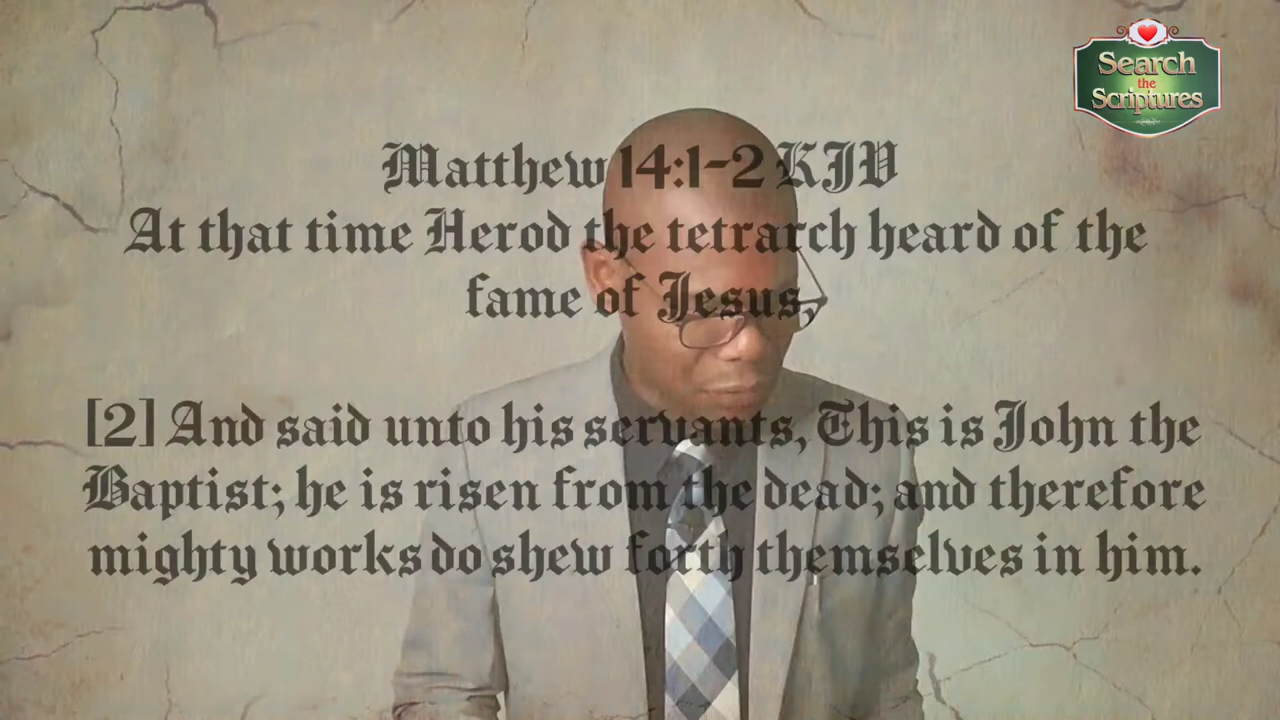 Search
the
Scriptures
Matthew 14:1-2 KJV
At that time Herod the tetrarch heard of the
fame of Jesus,
[2] And said unto his servants, This is John the
Baptist; he is risen from the dead; and therefore
mighty works do shew forth themselves in him.